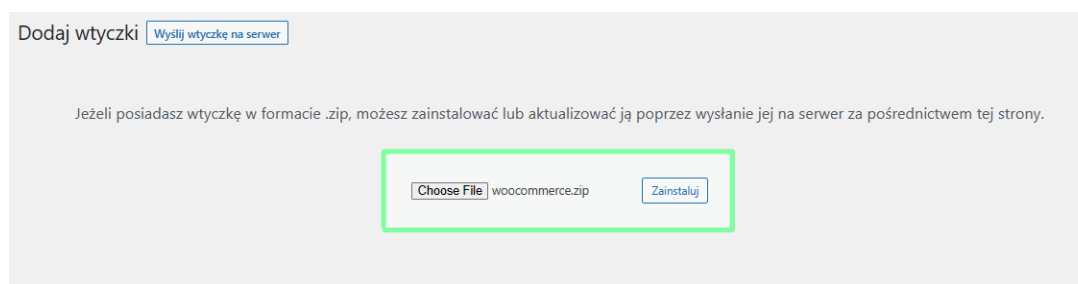 Dodaj wtyczki Wyślij wtyczkę na serwer
Jeżeli posiadasz wtyczkę w formacie .zip, możesz zainstalować lub aktualizować ją poprzez wysłanie jej na serwer za pośrednictwem tej strony.
Choose File woocommerce.zip Zainstaluj